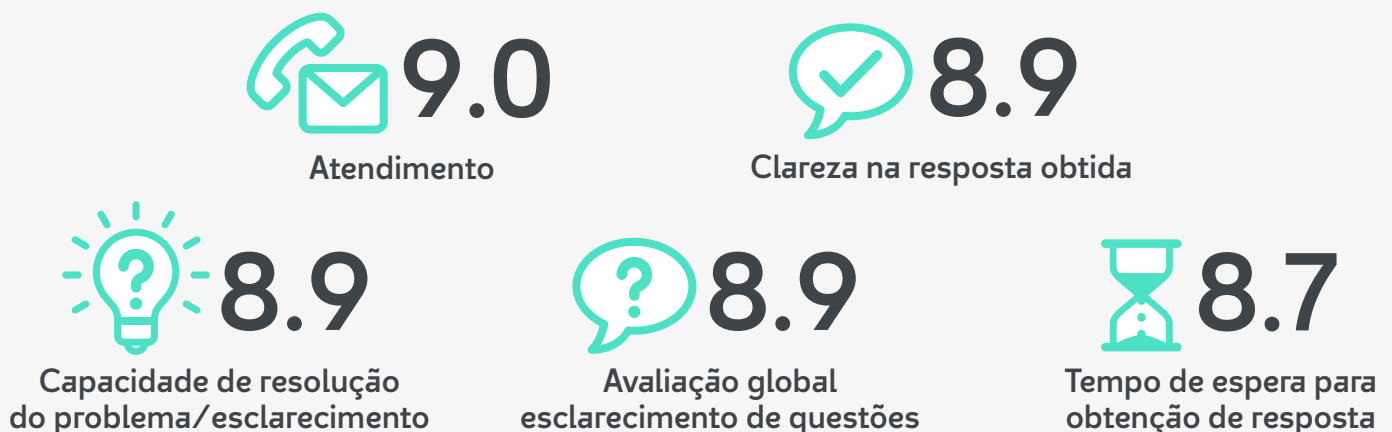 9.0
Atendimento
8.9
Clareza na resposta obtida
?
8.9
Capacidade de resolução
do problema/esclarecimento
?
8.9
Avaliação global
esclarecimento de questões
8.7
Tempo de espera para
obtenção de resposta